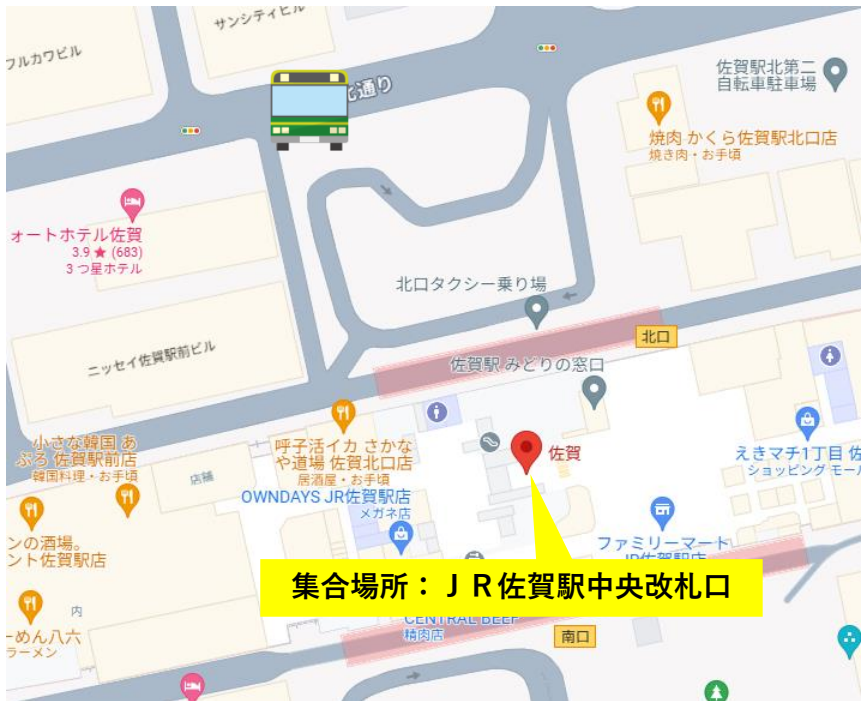 サンシティビル
フルカワビル
北通り
佐賀駅北第二
自転車駐車場
焼肉 かくら佐賀駅北口店
焼き肉・お手頃
ォートホテル佐賀
3.9 ★ (683)
3 つ星ホテル
北口タクシー乗り場
北口
ニッセイ佐賀駅前ビル
佐賀駅 みどりの窓口
小さな韓国 あ
ぷろ 佐賀駅前店
韓国料理・お手頃
店舗
呼子活イカ さかな
や道場 佐賀北口店
居酒屋・お手頃
佐賀
えきマチ1丁目 佐
ショッピング モール
OWNDAYS JR佐賀駅店
メガネ店
ンの酒場。
ント佐賀駅店
ファミリーマート
JR佐賀駅店
集合場所：ＪＲ佐賀駅中央改札口
内
CENTRAL BEEF
精肉店
南口
ーめん八六
ラーメン